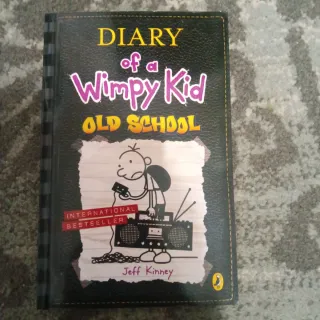 DIARY
of a
Wimpy Kid
OLD SCHOOL
INTERNATIONAL
BESTSELLER
Jeff Kinney